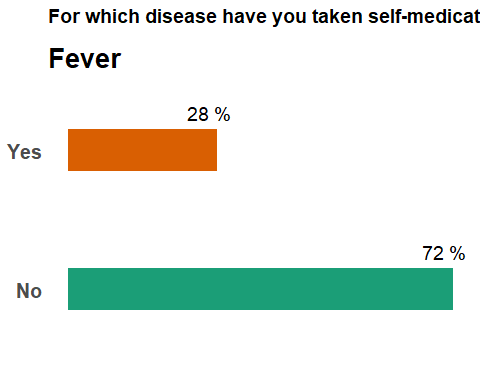 For which disease have you taken self-medicat
Fever
28 %
Yes
72 %
No